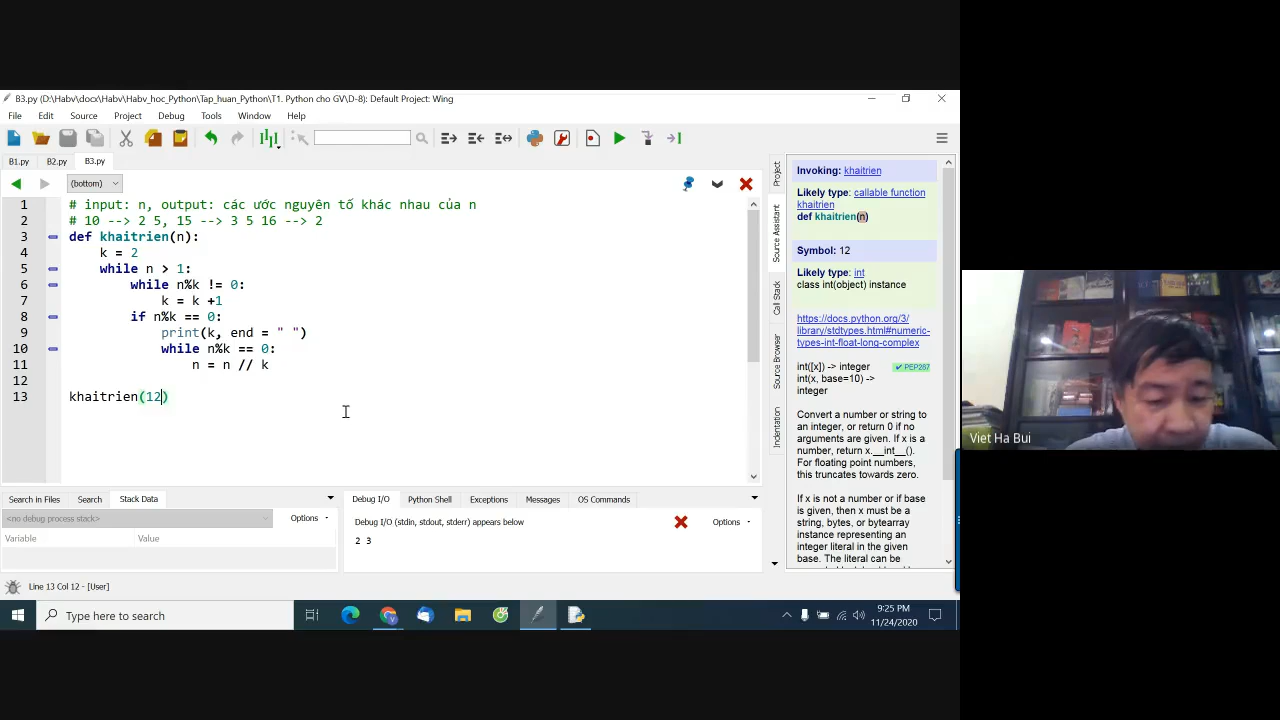 B3.py (D:\Habv\docx\Habv\Habv_hoc_Python\Tap_huan_Python\T1. Python cho GV\D-8): Default Project: Wing
File Edit Source Project Debug Tools Window Help
B1.py B2.py B3.py
(bottom)
1 # input: n, output: các ước nguyên tố khác nhau của n
2 # 10 --> 2 5, 15 --> 3 5 16 --> 2
3 def khaitrien(n):
4 k = 2
5 while n > 1:
6 while n%k != 0:
7 k = k +1
8 if n%k == 0:
9 print(k, end = " ")
10 while n%k == 0:
11 n = n // k
12
13 khaitrien(12)
Search in Files Search Stack Data
<no debug process stack> Options
Variable Value
Debug I/O Python Shell Exceptions Messages OS Commands
Debug I/O (stdin, stdout, stderr) appears below Options
2 3
Project
Source Assistant
Call Stack
Source Browser
Indentation
Invoking: khaitrien
Likely type: callable function
khaitrien
def khaitrien(n)
Symbol: 12
Likely type: int
class int(object) instance
https://docs.python.org/3/
library/stdtypes.html#numeric-
types-int-float-long-complex
int([x]) -> integer PEP287
int(x, base=10) ->
integer
Convert a number or string to
an integer, or return 0 if no
arguments are given. If x is a
number, return x.__int__().
For floating point numbers,
this truncates towards zero.
If x is not a number or if base
is given, then x must be a
string, bytes, or bytearray
instance representing an
integer literal in the given
base. The literal can be
Line 13 Col 12 - [User]
Type here to search
9:25 PM
11/24/2020
Viet Ha Bui